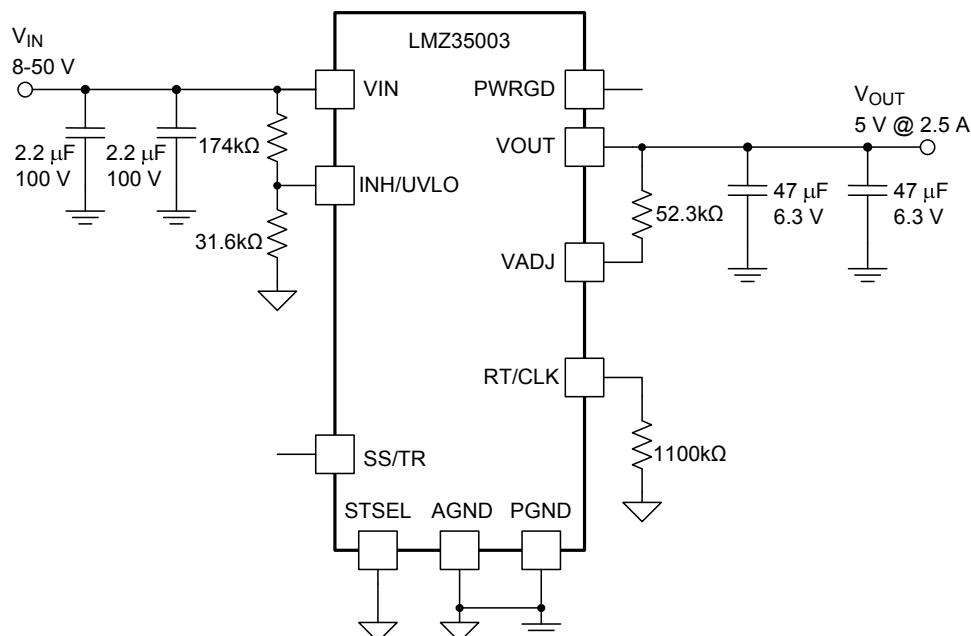 LMZ35003
V_IN
8-50 V
VIN
PWRGD
V_OUT
5 V @ 2.5 A
VOUT
2.2 μF
100 V
2.2 μF
100 V
174kΩ
INH/UVLO
52.3kΩ
47 μF
6.3 V
47 μF
6.3 V
31.6kΩ
VADJ
RT/CLK
SS/TR
1100kΩ
STSEL
AGND
PGND